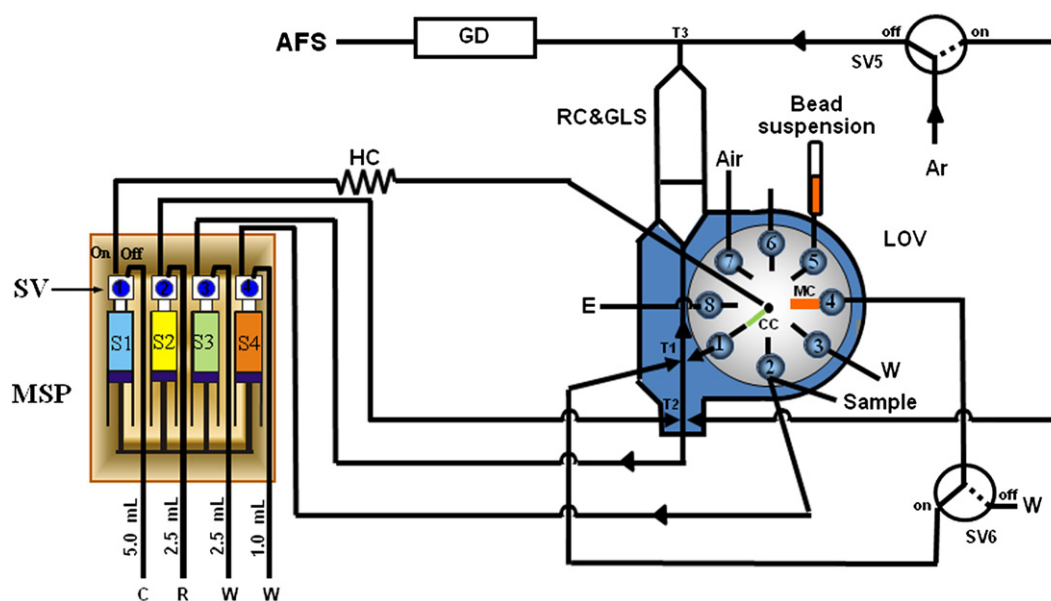 AFS
GD
T3
off
on
SV5
Ar
Bead
suspension
RC&GLS
HC
Air
LOV
On
Off
SV
1
2
3
4
S1
S2
S3
S4
MSP
E
7
6
5
8
MC
4
CC
1
2
3
T1
T2
W
Sample
on
off
W
SV6
5.0 mL
2.5 mL
2.5 mL
1.0 mL
C
R
W
W